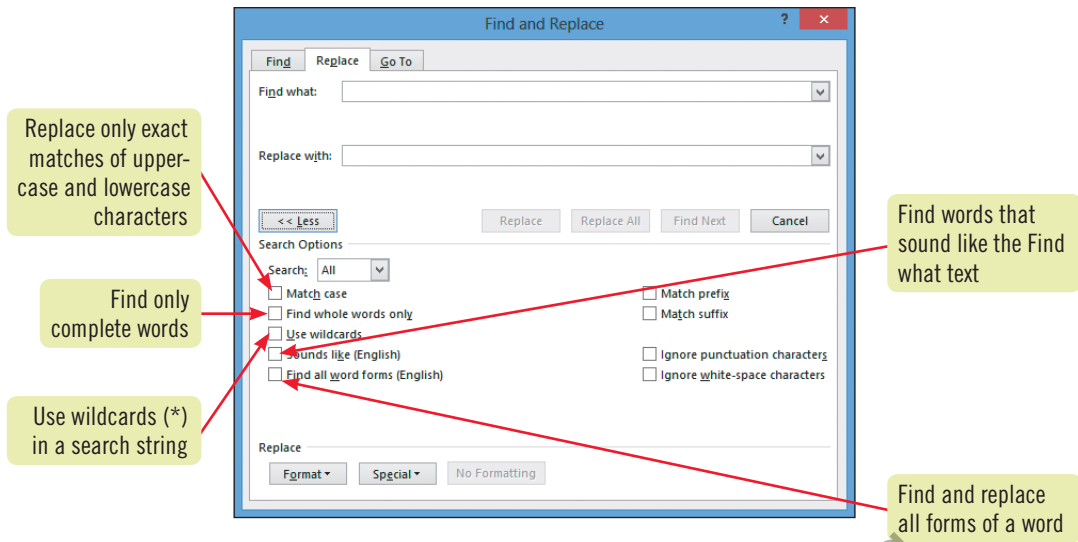 Find and Replace
?
×
Find
Replace
Go To
Find what:
Replace with:
<< Less
Replace
Replace All
Find Next
Cancel
Search Options
Search:
All
Match case
Find whole words only
Use wildcards
Sounds like (English)
Find all word forms (English)
Match prefix
Match suffix
Ignore punctuation characters
Ignore white-space characters
Replace
Format
Special
No Formatting
Replace only exact
matches of upper-
case and lowercase
characters
Find only
complete words
Use wildcards (*)
in a search string
Find words that
sound like the Find
what text
Find and replace
all forms of a word